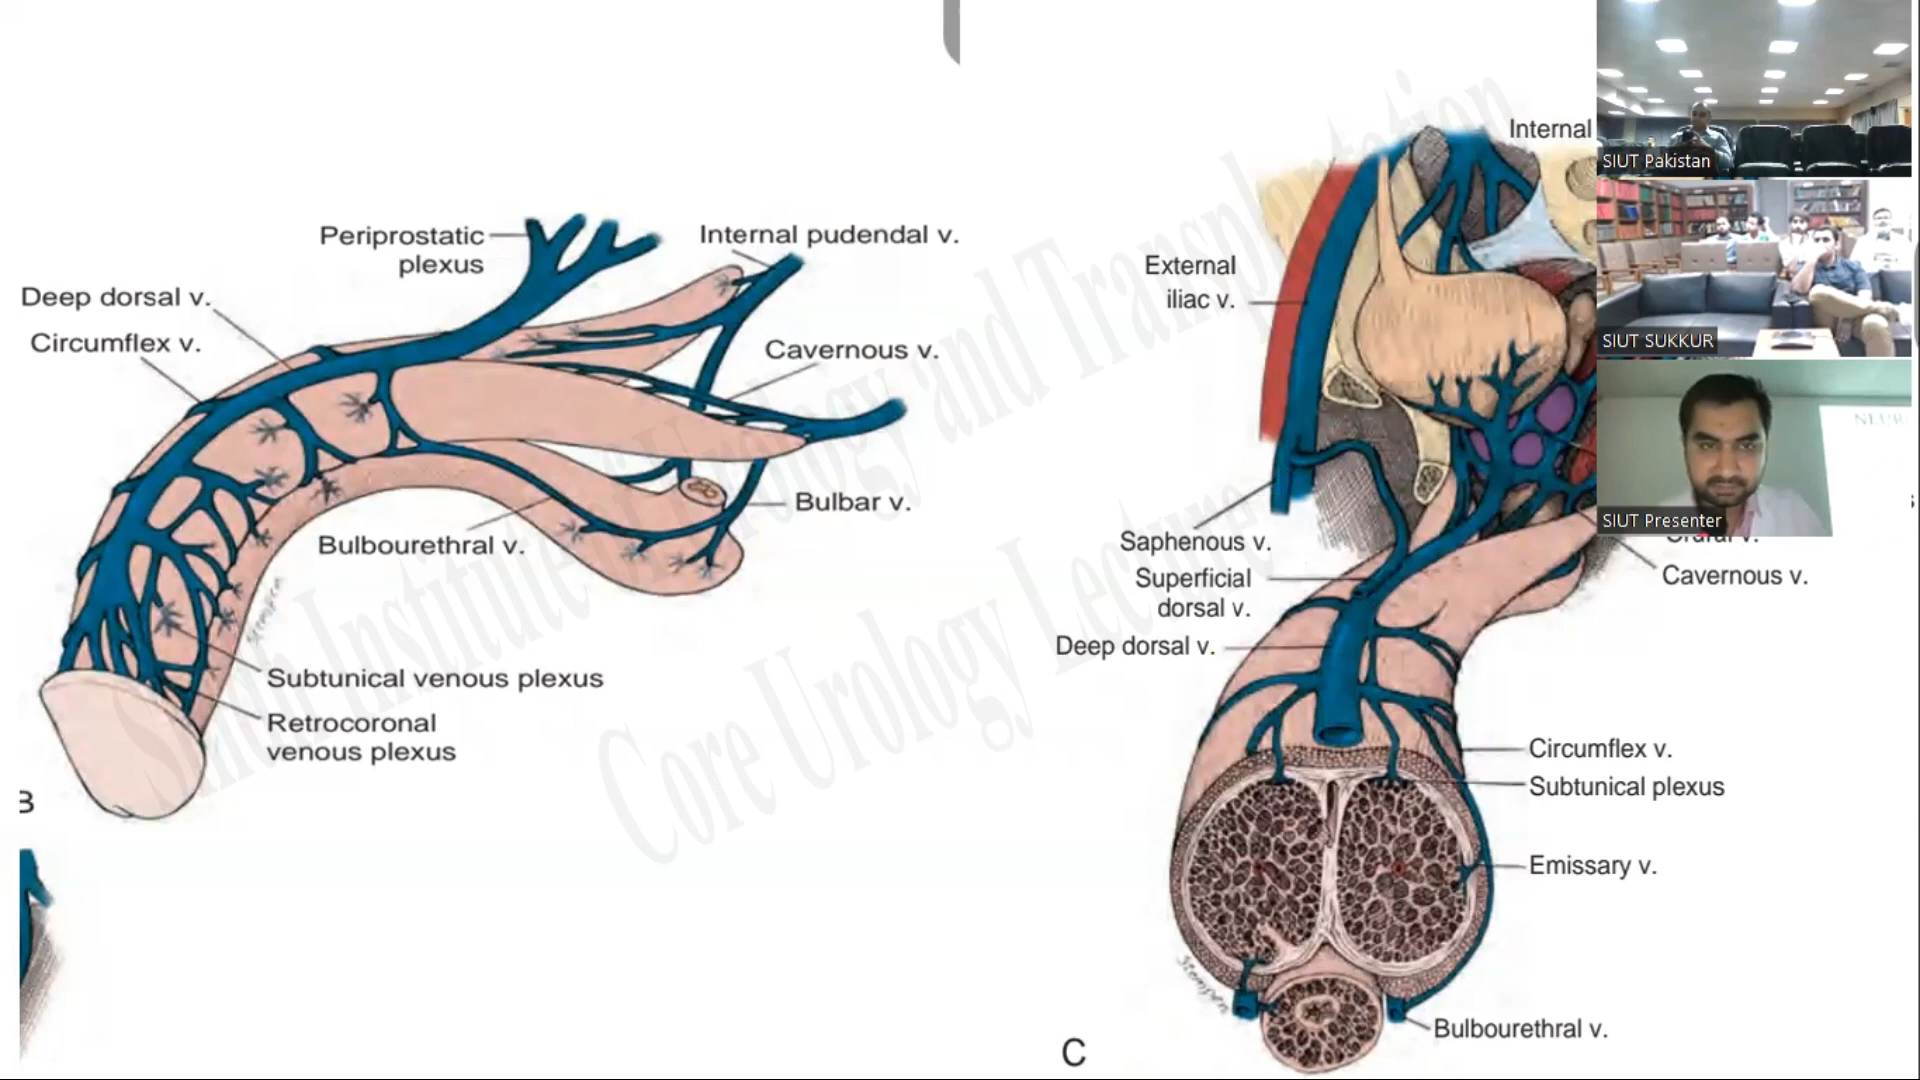 Periprostatic
plexus
Internal pudendal v.
Deep dorsal v.
Circumflex v.
Cavernous v.
Bulbar v.
Bulbourethral v.
Subtunical venous plexus
Retrocoronal
venous plexus
B
Internal
External
iliac v.
Saphenous v.
Superficial
dorsal v.
Deep dorsal v.
Crural v.
Cavernous v.
Circumflex v.
Subtunical plexus
Emissary v.
Bulbourethral v.
C
Sindh Institute of Urology and Transplantation
Core Urology Lecture
SIUT Pakistan
SIUT SUKKUR
SIUT Presenter